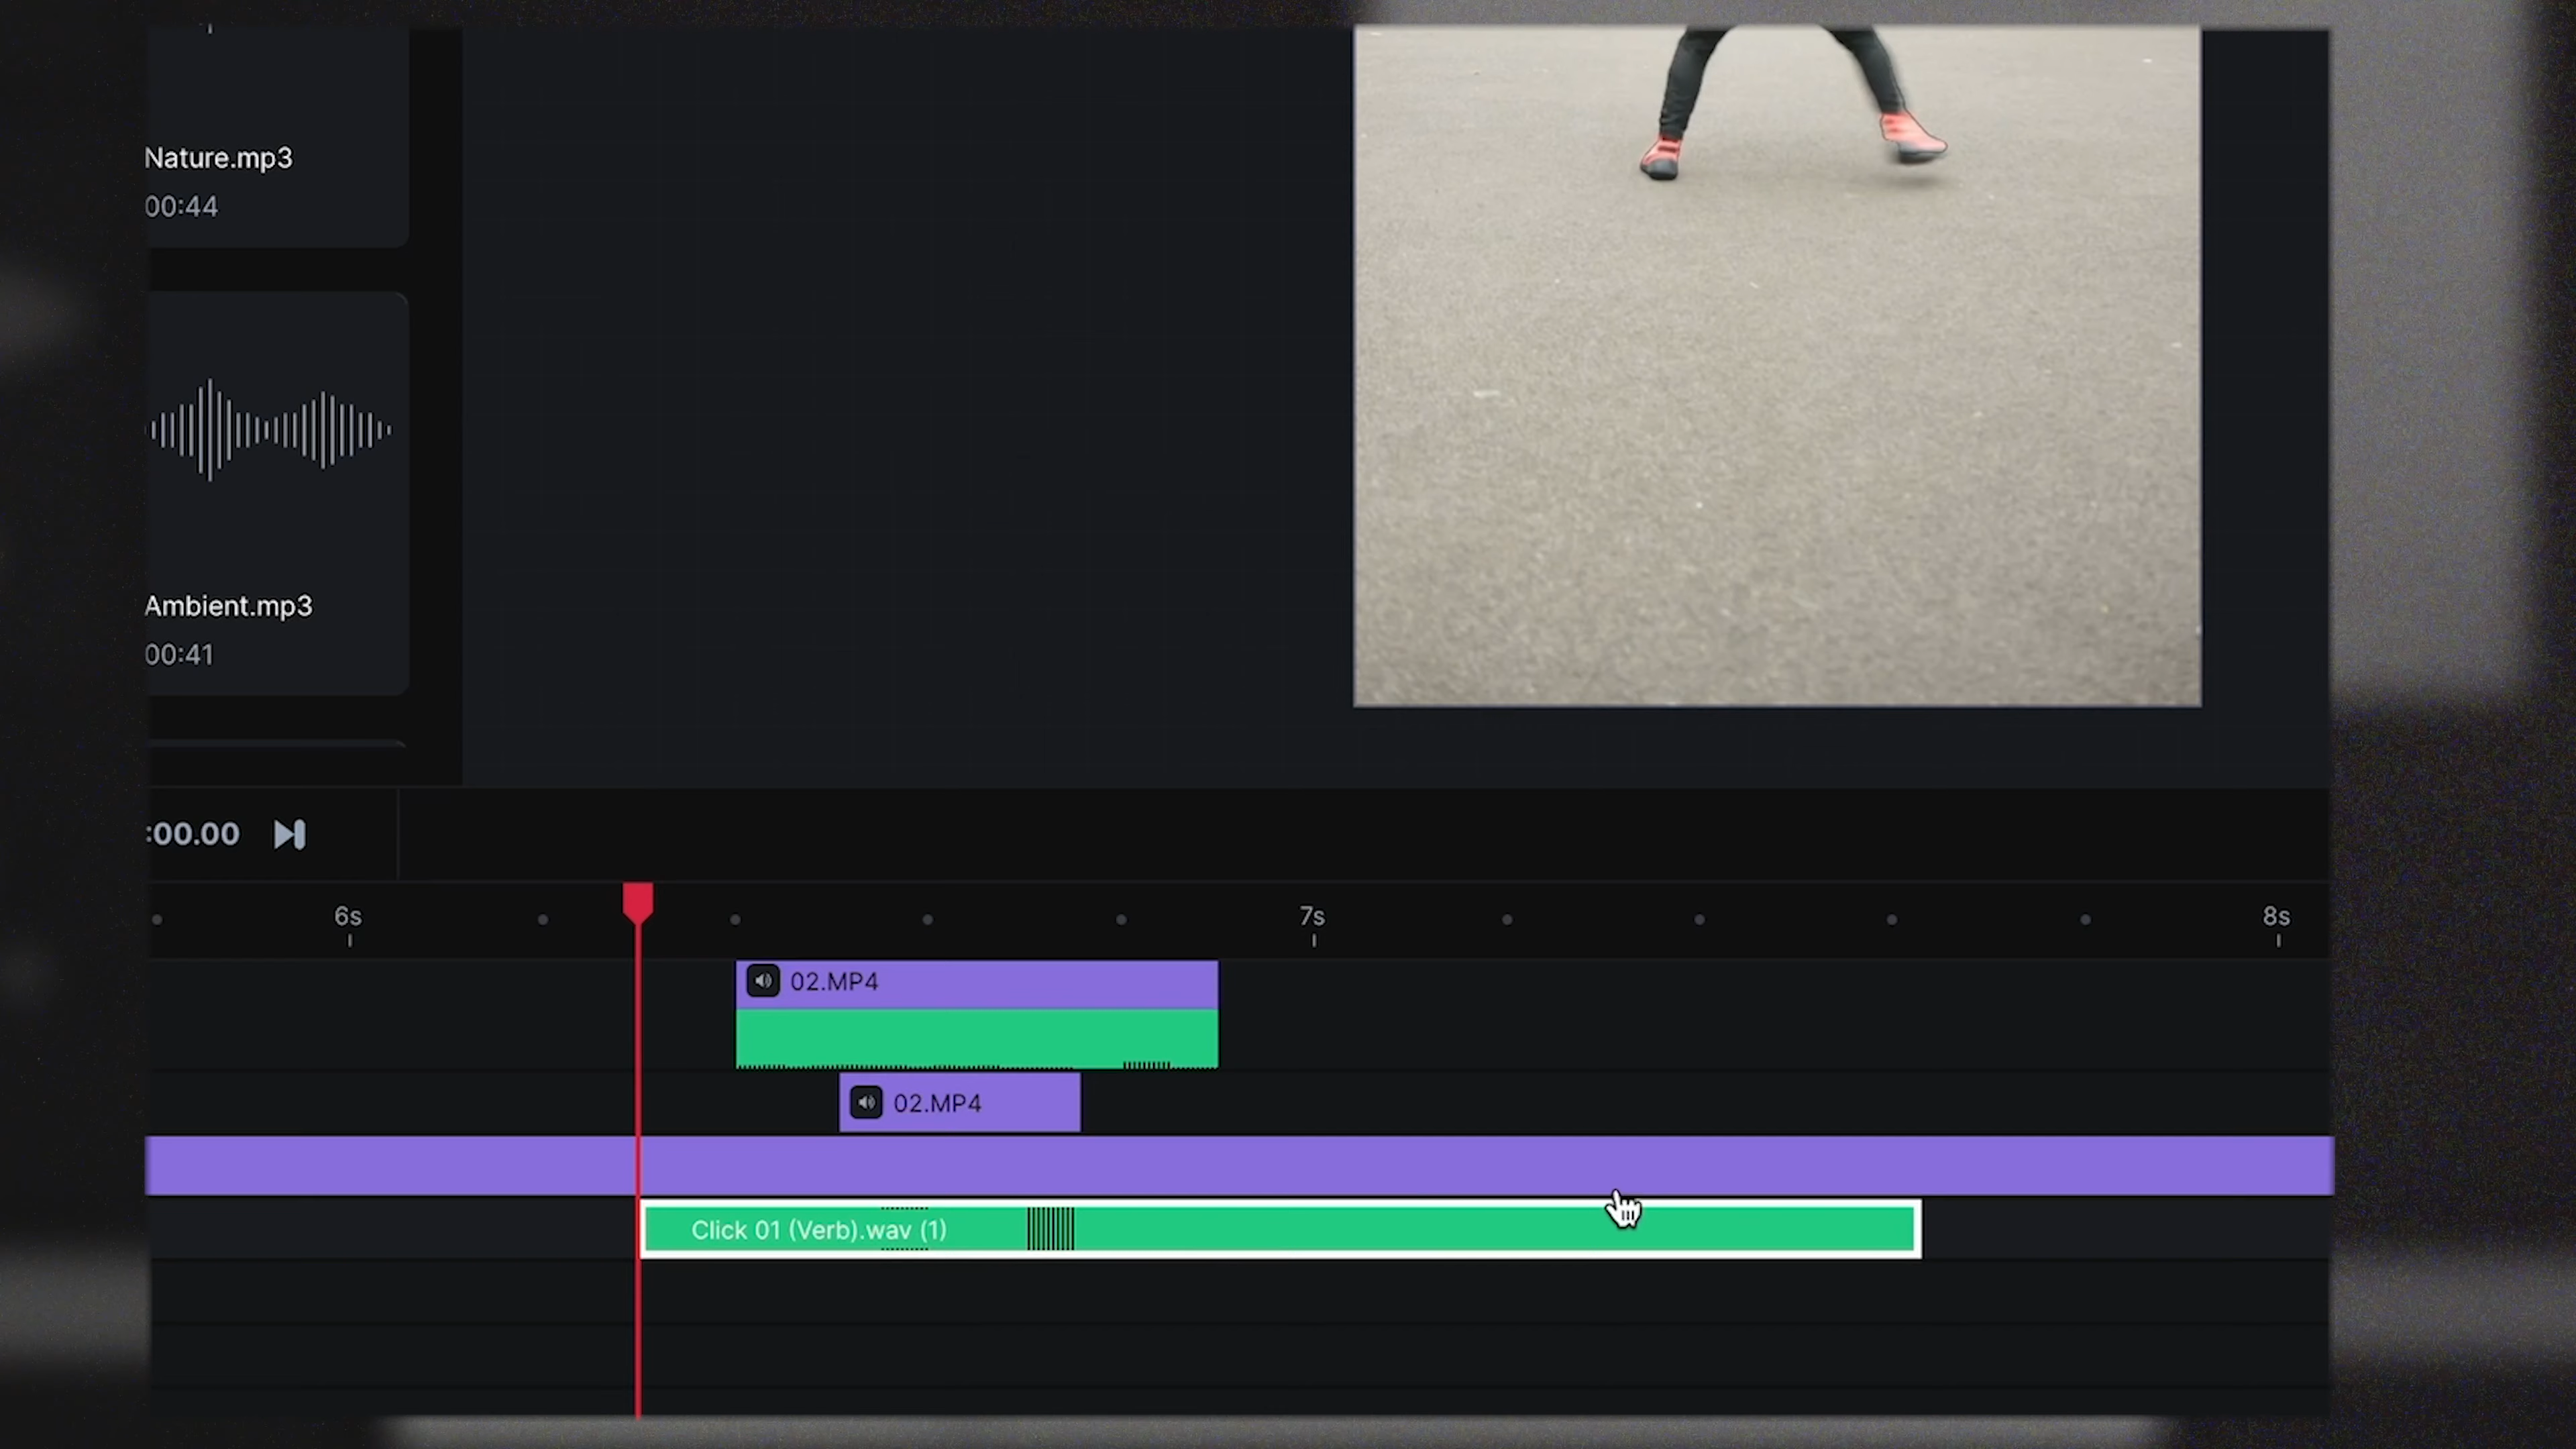 Nature.mp3
00:44
Ambient.mp3
00:41
:00.00
6s
7s
8s
02.MP4
02.MP4
Click 01 (Verb).wav (1)